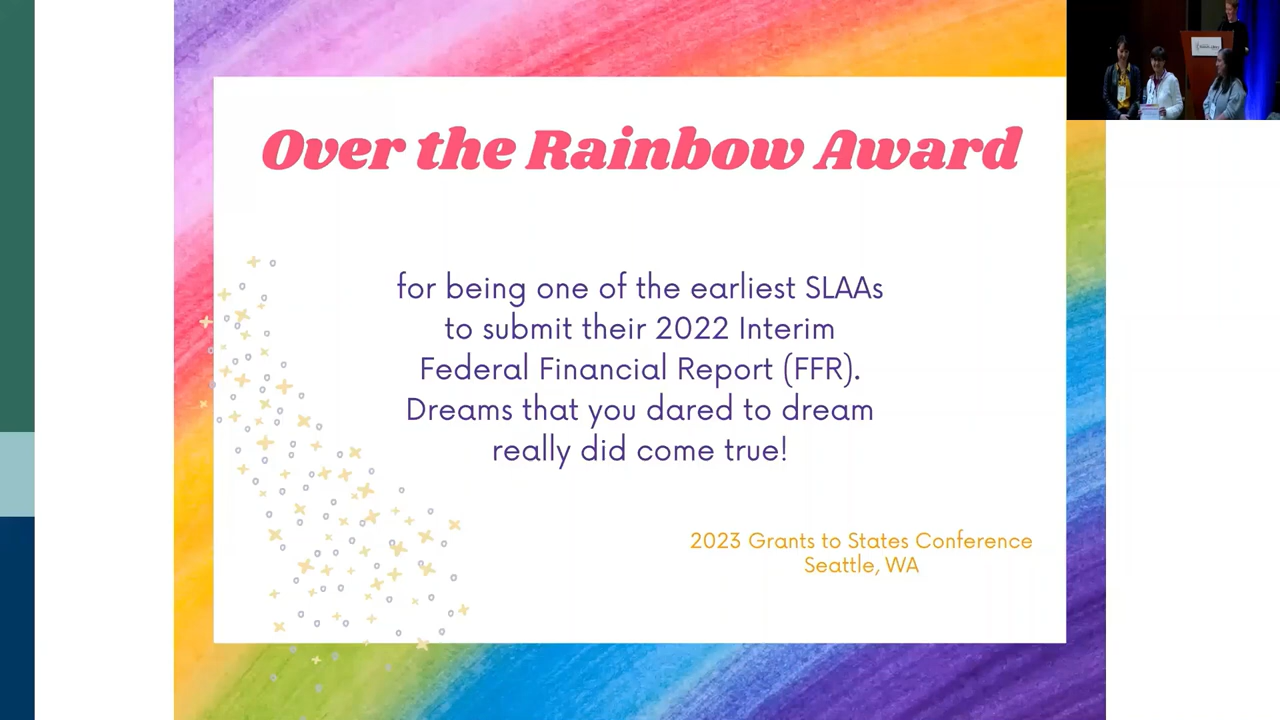 Over the Rainbow Award
for being one of the earliest SLAAs
to submit their 2022 Interim
Federal Financial Report (FFR).
Dreams that you dared to dream
really did come true!
2023 Grants to States Conference
Seattle, WA